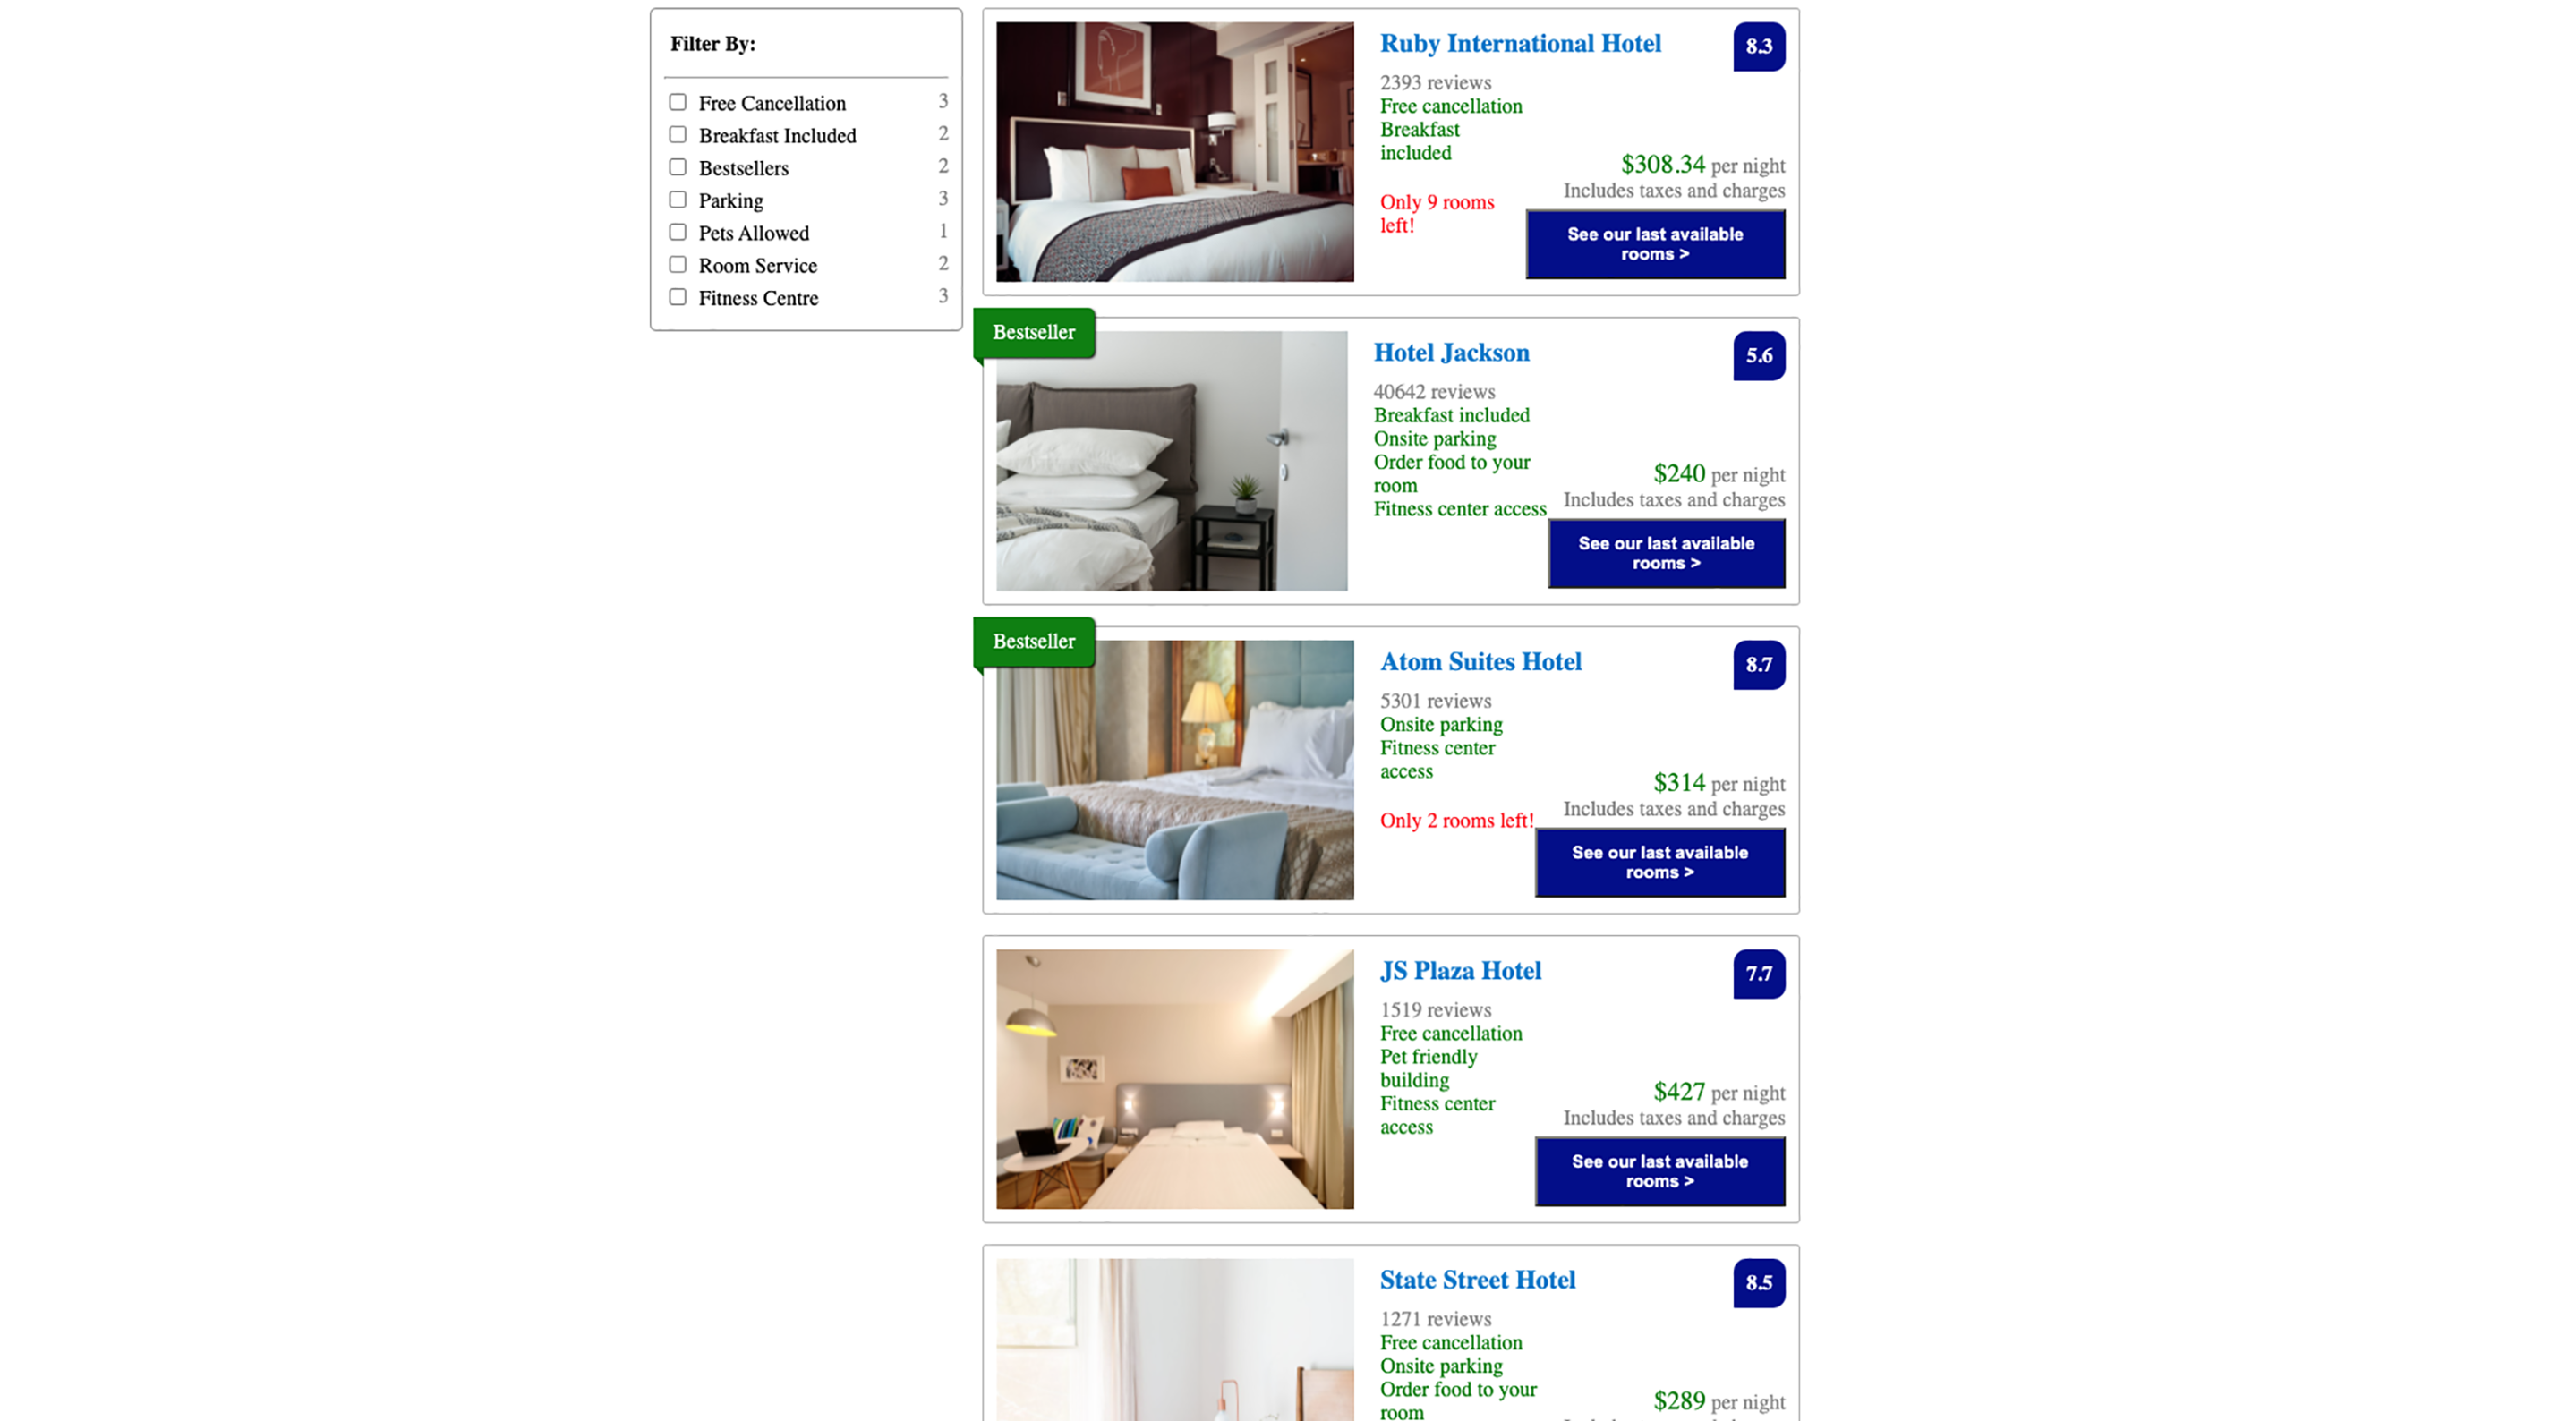 Filter By:
Free Cancellation 3
Breakfast Included 2
Bestsellers 2
Parking 3
Pets Allowed 1
Room Service 2
Fitness Centre 3
Ruby International Hotel
8.3
2393 reviews
Free cancellation
Breakfast
included
Only 9 rooms
left!
$308.34 per night
Includes taxes and charges
See our last available
rooms >
Bestseller
Hotel Jackson
5.6
40642 reviews
Breakfast included
Onsite parking
Order food to your
room
Fitness center access
$240 per night
Includes taxes and charges
See our last available
rooms >
Bestseller
Atom Suites Hotel
8.7
5301 reviews
Onsite parking
Fitness center
access
Only 2 rooms left!
$314 per night
Includes taxes and charges
See our last available
rooms >
JS Plaza Hotel
7.7
1519 reviews
Free cancellation
Pet friendly
building
Fitness center
access
$427 per night
Includes taxes and charges
See our last available
rooms >
State Street Hotel
8.5
1271 reviews
Free cancellation
Onsite parking
Order food to your
room
$289 per night